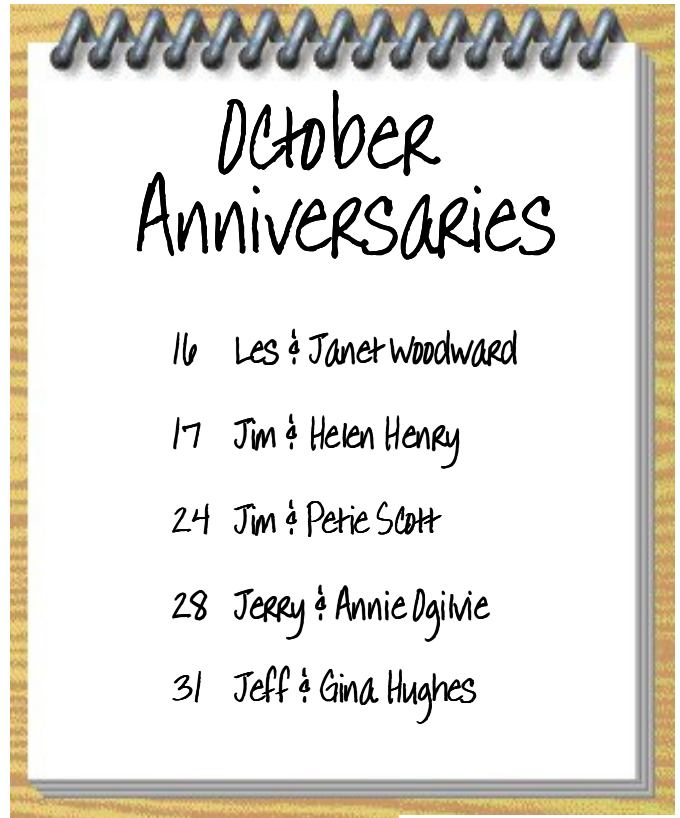 October
Anniversaries
16 Les & Janet Woodward
17 Jim & Helen Henry
24 Jim & Petie Scott
28 Jerry & Annie Ogilvie
31 Jeff & Gina Hughes